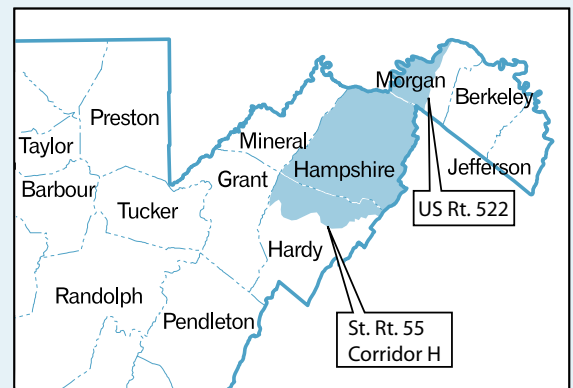 Preston
Morgan
Berkeley
Taylor
Mineral
Jefferson
Barbour
Grant
Hampshire
Tucker
US Rt. 522
Hardy
Randolph
Pendleton
St. Rt. 55
Corridor H